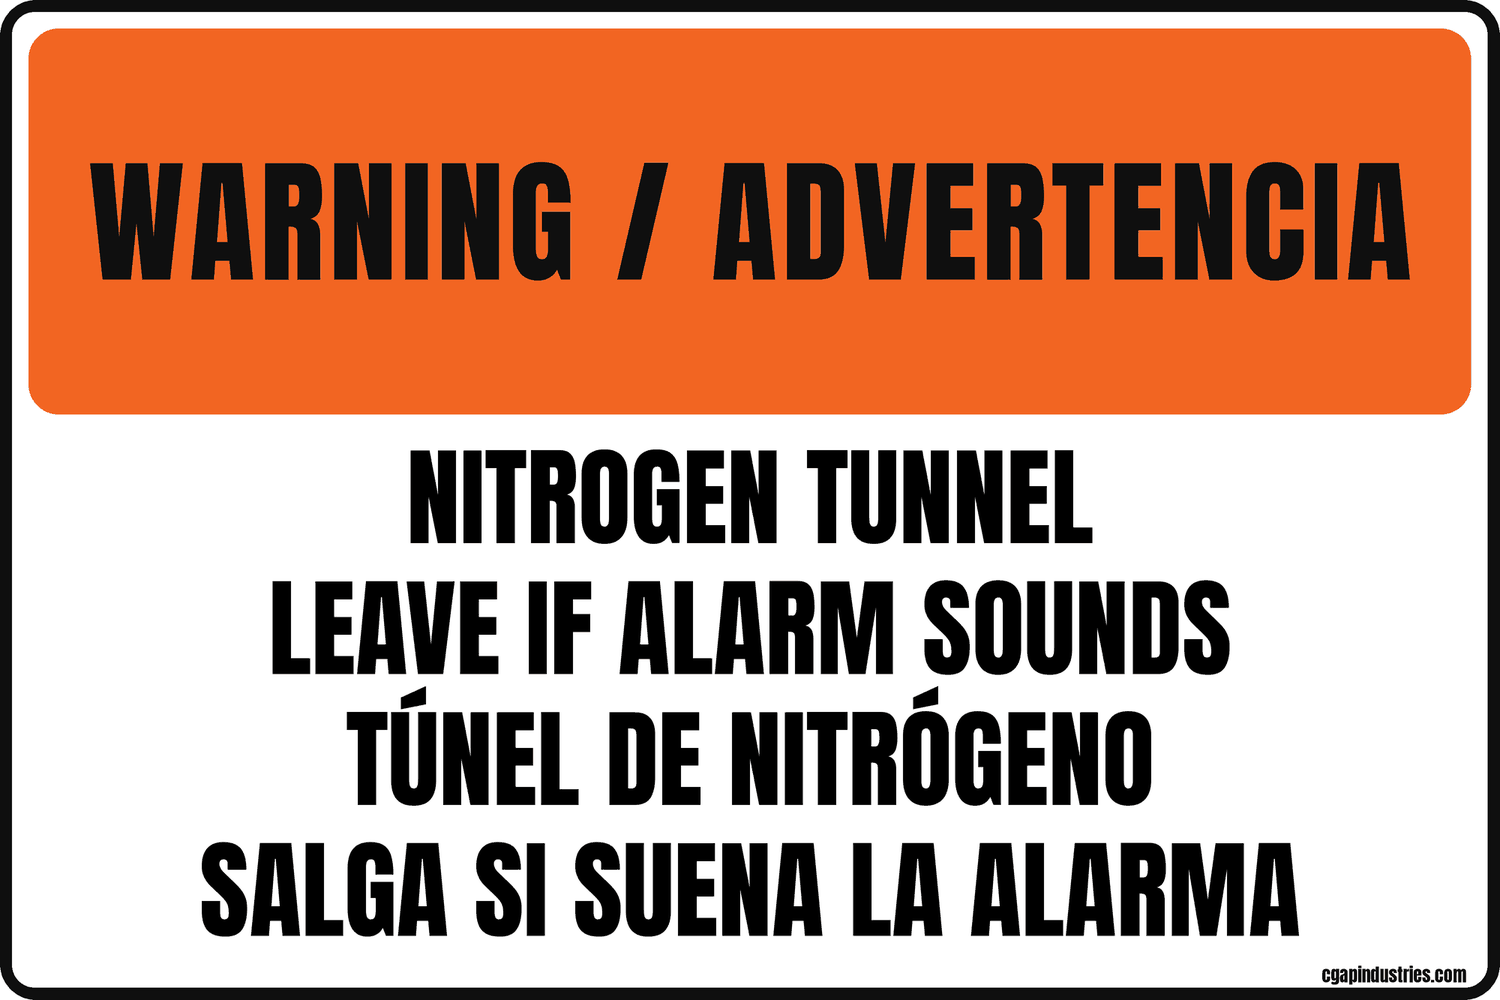 WARNING / ADVERTENCIA
NITROGEN TUNNEL
LEAVE IF ALARM SOUNDS
TÚNEL DE NITRÓGENO
SALGA SI SUENA LA ALARMA
cgapindustries.com